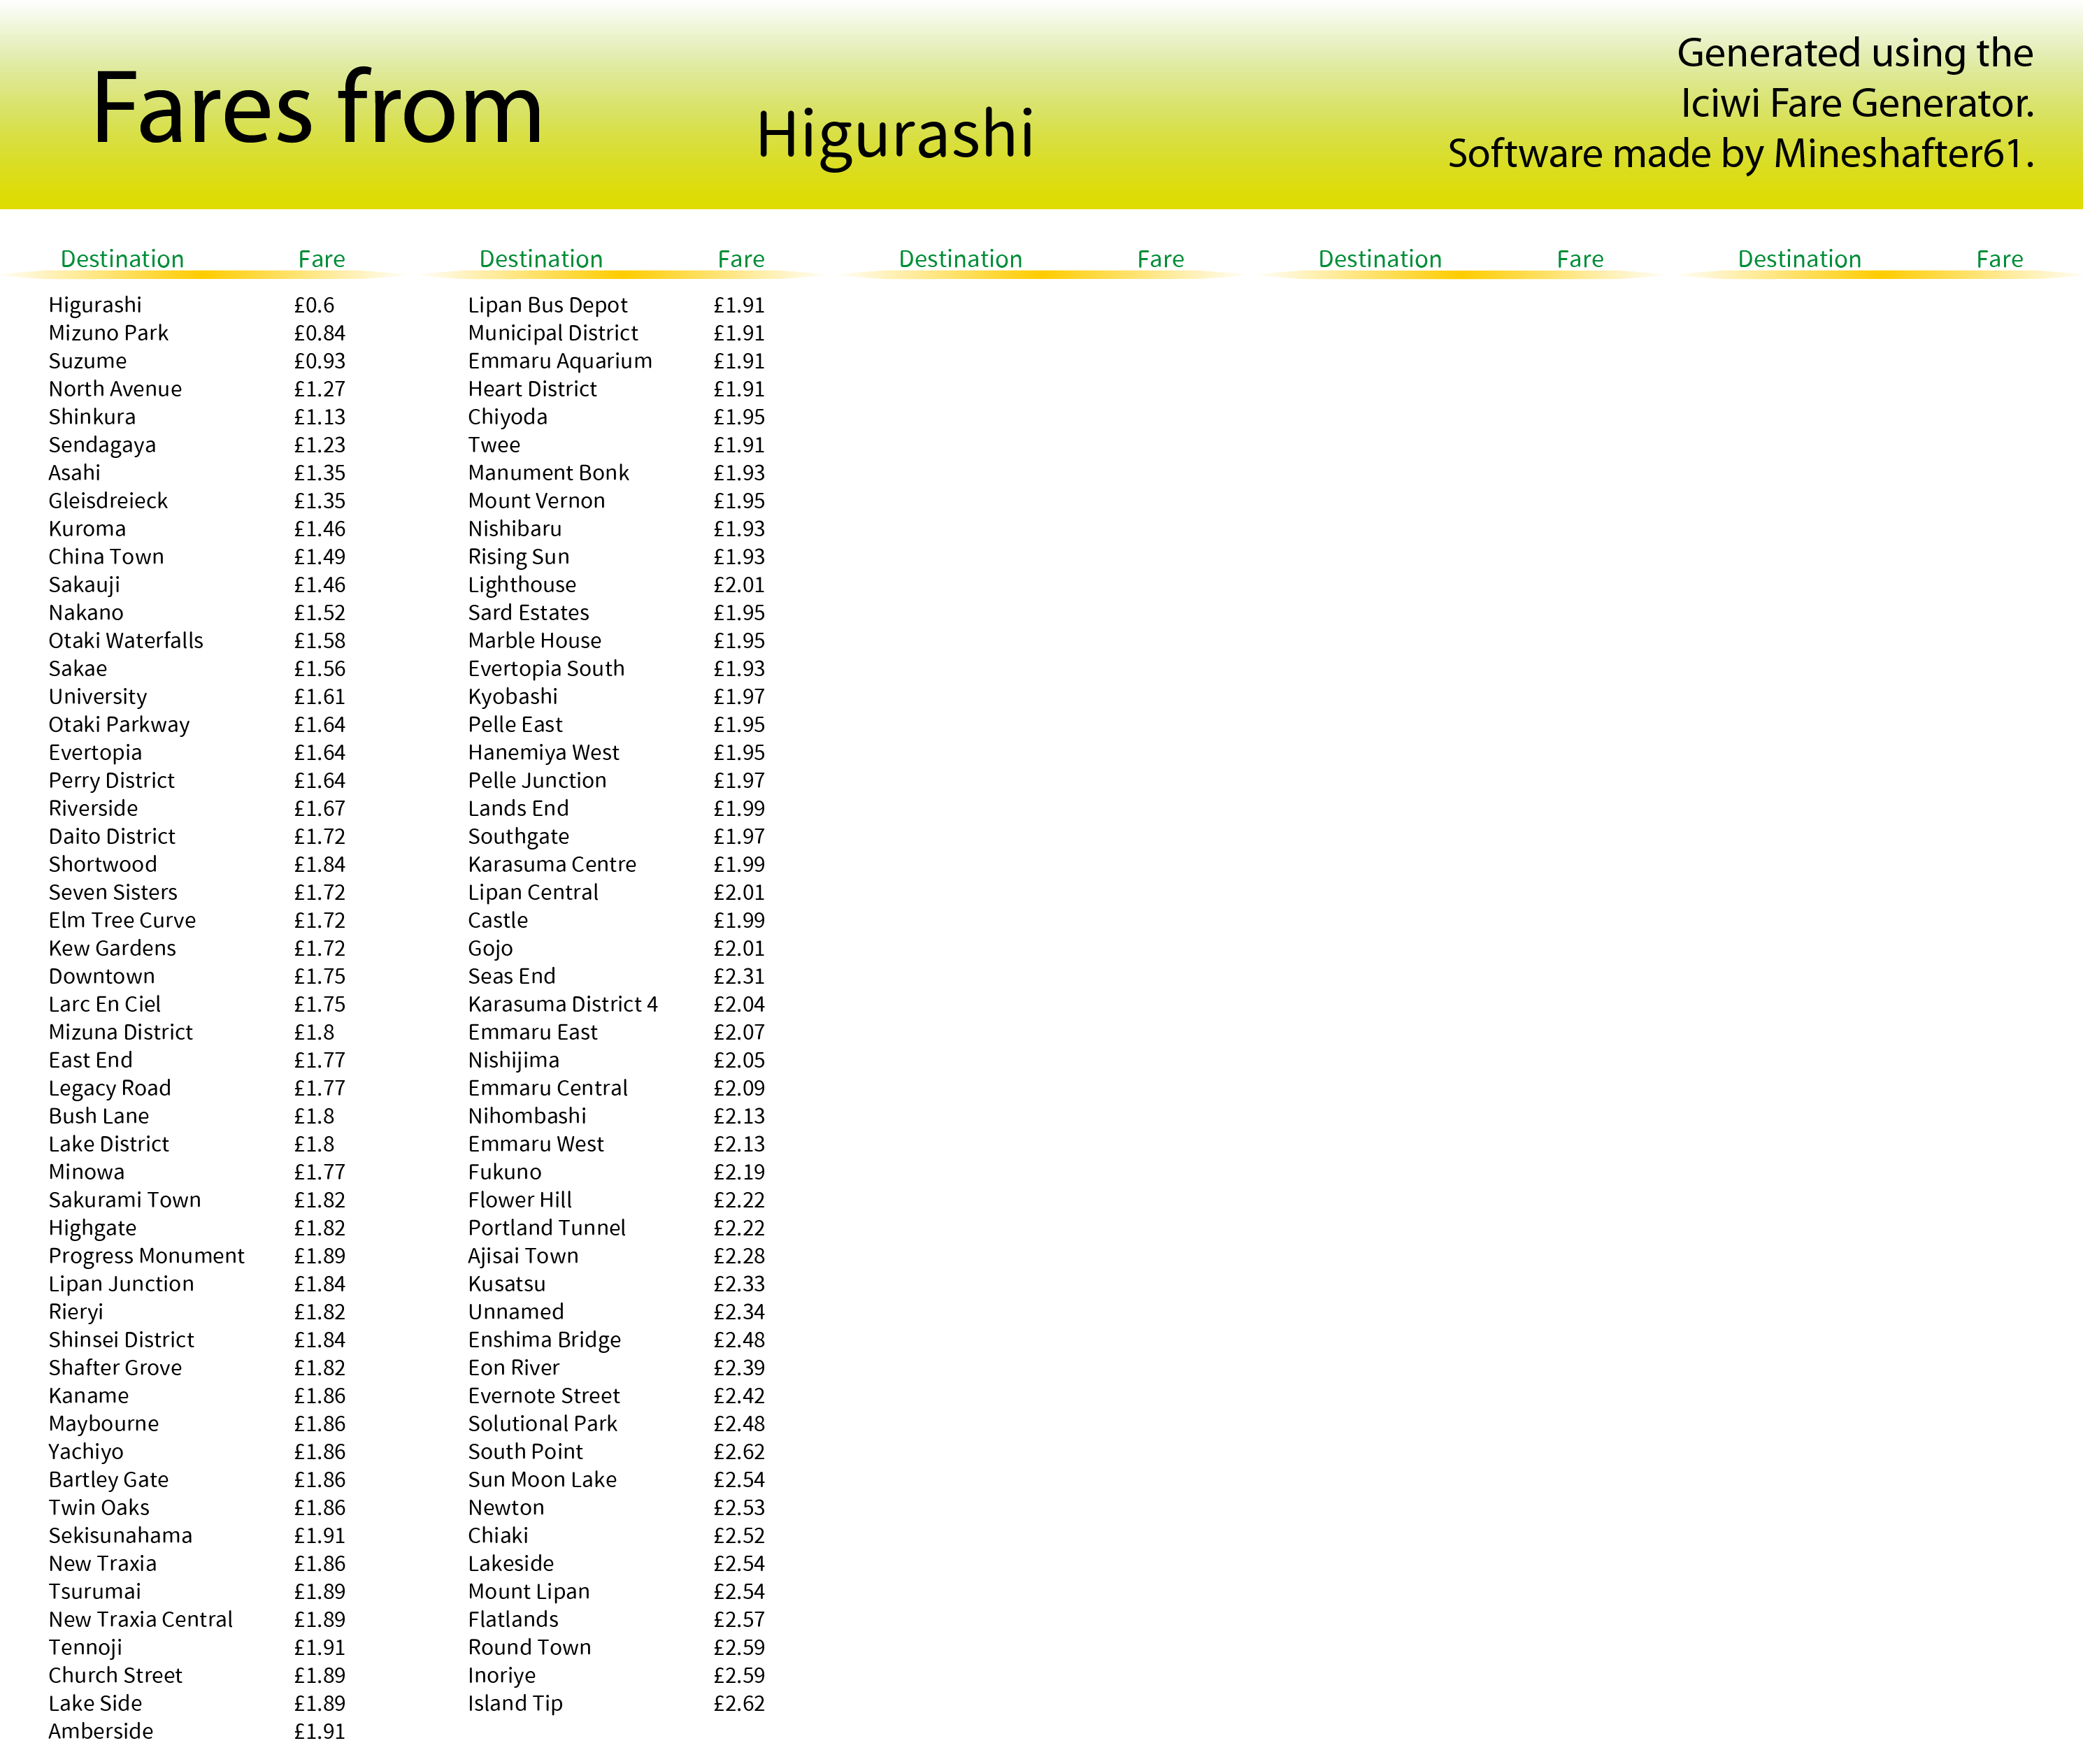 Fares from
Higurashi
Generated using the
Iciwi Fare Generator.
Software made by Mineshafter61.
Destination Fare
Higurashi £0.6
Mizuno Park £0.84
Suzume £0.93
North Avenue £1.27
Shinkura £1.13
Sendagaya £1.23
Asahi £1.35
Gleisdreieck £1.35
Kuroma £1.46
China Town £1.49
Sakauji £1.46
Nakano £1.52
Otaki Waterfalls £1.58
Sakae £1.56
University £1.61
Otaki Parkway £1.64
Evertopia £1.64
Perry District £1.64
Riverside £1.67
Daito District £1.72
Shortwood £1.84
Seven Sisters £1.72
Elm Tree Curve £1.72
Kew Gardens £1.72
Downtown £1.75
Larc En Ciel £1.75
Mizuna District £1.8
East End £1.77
Legacy Road £1.77
Bush Lane £1.8
Lake District £1.8
Minowa £1.77
Sakurami Town £1.82
Highgate £1.82
Progress Monument £1.89
Lipan Junction £1.84
Rieryi £1.82
Shinsei District £1.84
Shafter Grove £1.82
Kaname £1.86
Maybourne £1.86
Yachiyo £1.86
Bartley Gate £1.86
Twin Oaks £1.86
Sekisunahama £1.91
New Traxia £1.86
Tsurumai £1.89
New Traxia Central £1.89
Tennoji £1.91
Church Street £1.89
Lake Side £1.89
Amberside £1.91
Destination Fare
Lipan Bus Depot £1.91
Municipal District £1.91
Emmaru Aquarium £1.91
Heart District £1.91
Chiyoda £1.95
Twee £1.91
Manument Bonk £1.93
Mount Vernon £1.95
Nishibaru £1.93
Rising Sun £1.93
Lighthouse £2.01
Sard Estates £1.95
Marble House £1.95
Evertopia South £1.93
Kyobashi £1.97
Pelle East £1.95
Hanemiya West £1.95
Pelle Junction £1.97
Lands End £1.99
Southgate £1.97
Karasuma Centre £1.99
Lipan Central £2.01
Castle £1.99
Gojo £2.01
Seas End £2.31
Karasuma District 4 £2.04
Emmaru East £2.07
Nishijima £2.05
Emmaru Central £2.09
Nihombashi £2.13
Emmaru West £2.13
Fukuno £2.19
Flower Hill £2.22
Portland Tunnel £2.22
Ajisai Town £2.28
Kusatsu £2.33
Unnamed £2.34
Enshima Bridge £2.48
Eon River £2.39
Evernote Street £2.42
Solutional Park £2.48
South Point £2.62
Sun Moon Lake £2.54
Newton £2.53
Chiaki £2.52
Lakeside £2.54
Mount Lipan £2.54
Flatlands £2.57
Round Town £2.59
Inoriye £2.59
Island Tip £2.62
Destination Fare
Destination Fare
Destination Fare